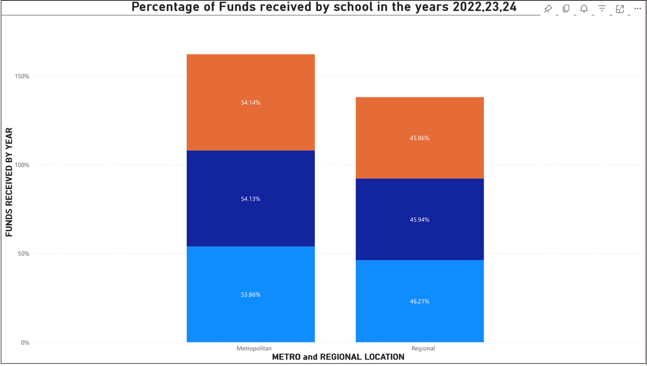 Percentage of Funds received by school in the years 2022,23,24
FUNDS RECEIVED BY YEAR
150%
100%
50%
0%
54.14%
54.13%
53.86%
45.86%
45.94%
46.21%
Metropolitan
Regional
METRO and REGIONAL LOCATION